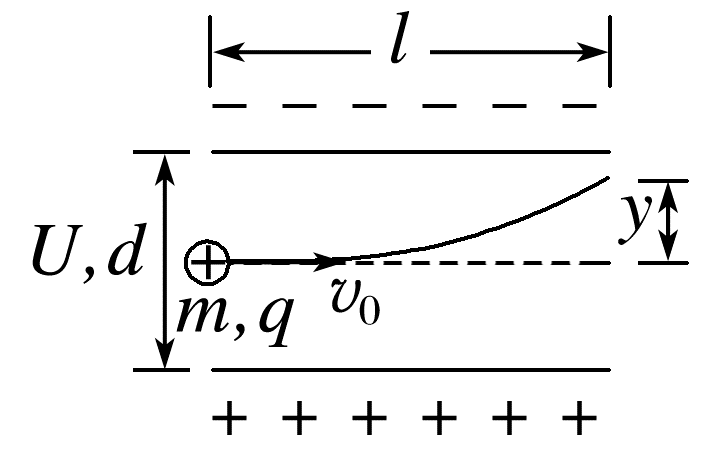 l
− − − − − −
y
U, d
+
v₀
m, q
+ + + + + +